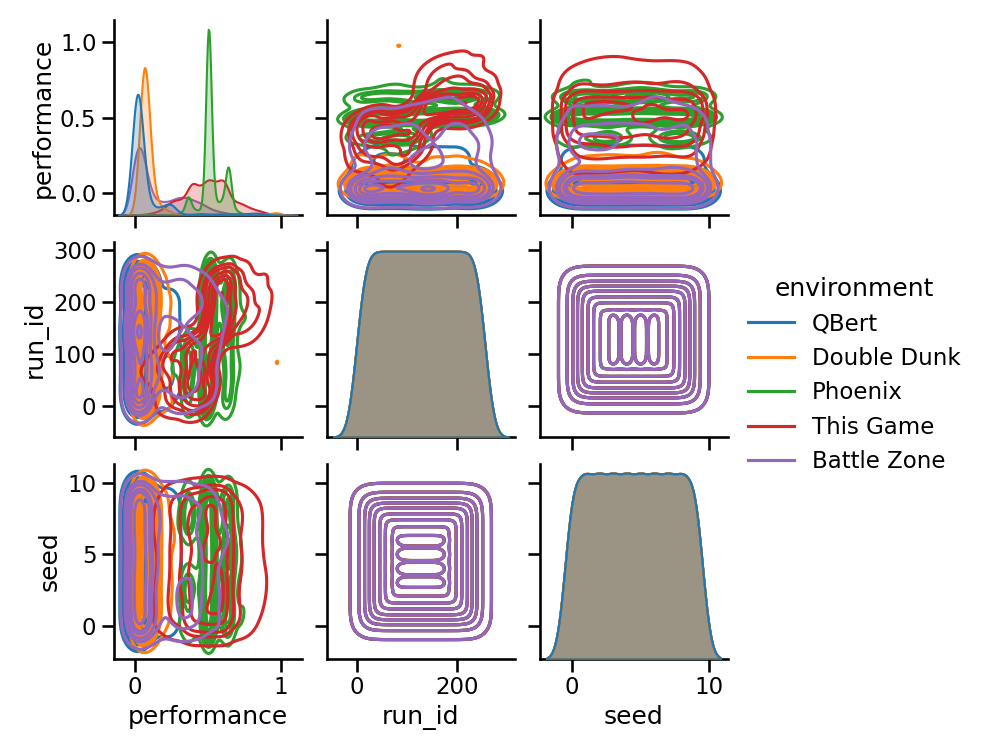 performance
1.0
0.5
0.0
run_id
300
200
100
0
environment
QBert
Double Dunk
Phoenix
This Game
Battle Zone
seed
10
5
0
0 1
0 200
0 10
performance
run_id
seed